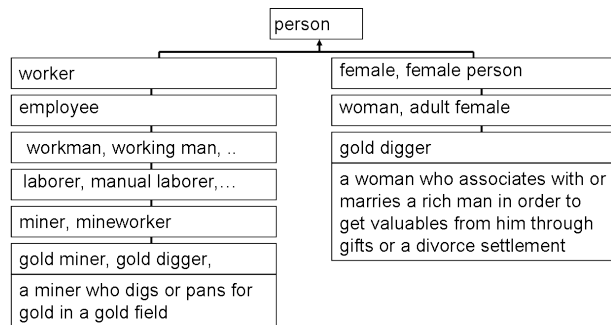 person
worker
employee
workman, working man, ..
laborer, manual laborer,...
miner, mineworker
gold miner, gold digger,
a miner who digs or pans for
gold in a gold field
female, female person
woman, adult female
gold digger
a woman who associates with or
marries a rich man in order to
get valuables from him through
gifts or a divorce settlement